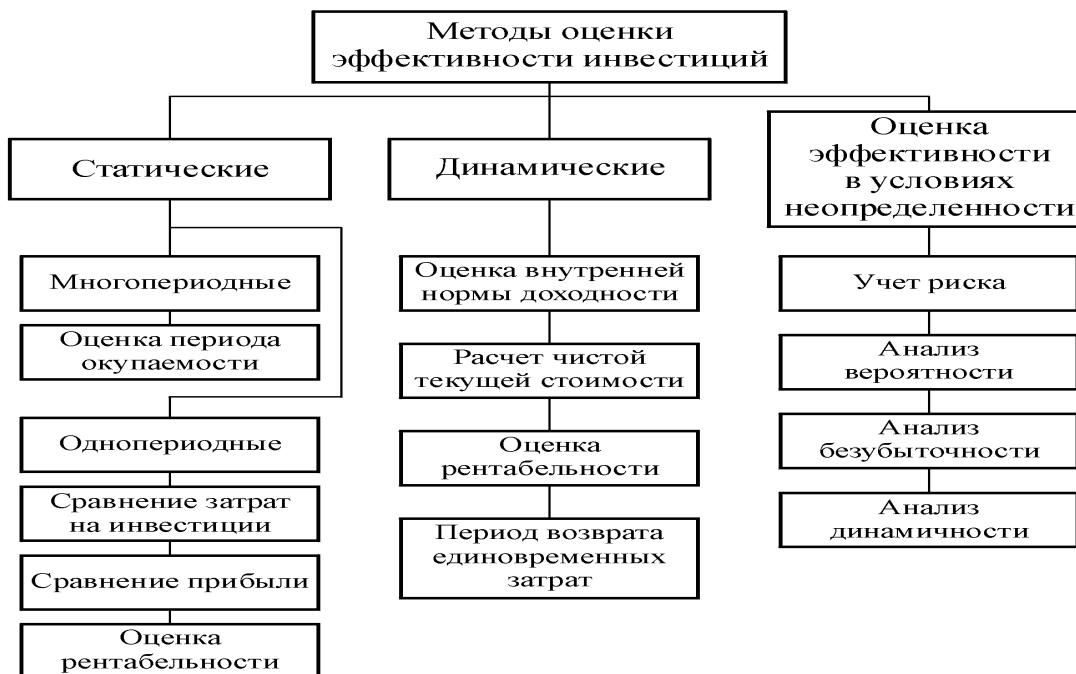 Методы оценки
эффективности инвестиций
Статические
Многопериодные
Оценка периода
окупаемости
Однопериодные
Сравнение затрат
на инвестиции
Сравнение прибыли
Оценка
рентабельности
Динамические
Оценка внутренней
нормы доходности
Расчет чистой
текущей стоимости
Оценка
рентабельности
Период возврата
единовременных
затрат
Оценка
эффективности
в условиях
неопределенности
Учет риска
Анализ
вероятности
Анализ
безубыточности
Анализ
динамичности